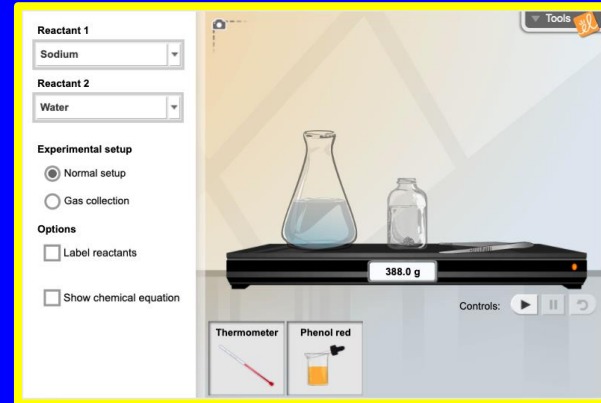 Reactant 1
Sodium
Reactant 2
Water
Experimental setup
Normal setup
Gas collection
Options
Label reactants
Show chemical equation
Tools
388.0 g
Controls:
Thermometer
Phenol red